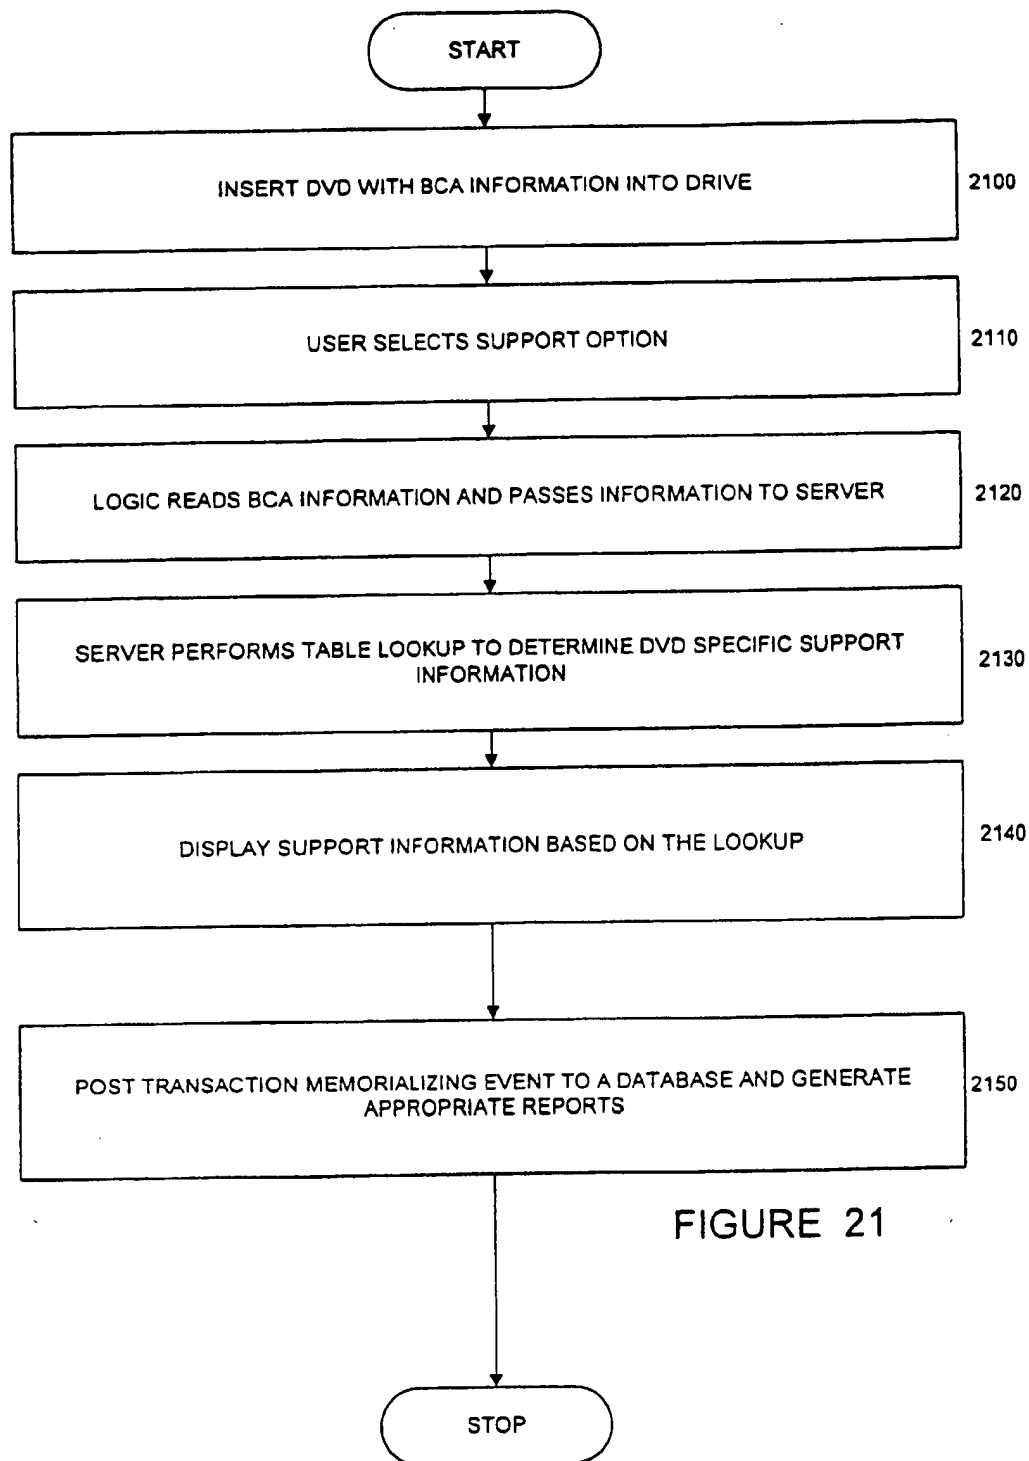 START
INSERT DVD WITH BCA INFORMATION INTO DRIVE
2100
USER SELECTS SUPPORT OPTION
2110
LOGIC READS BCA INFORMATION AND PASSES INFORMATION TO SERVER
2120
SERVER PERFORMS TABLE LOOKUP TO DETERMINE DVD SPECIFIC SUPPORT
INFORMATION
2130
DISPLAY SUPPORT INFORMATION BASED ON THE LOOKUP
2140
POST TRANSACTION MEMORIALIZING EVENT TO A DATABASE AND GENERATE
APPROPRIATE REPORTS
2150
FIGURE 21
STOP